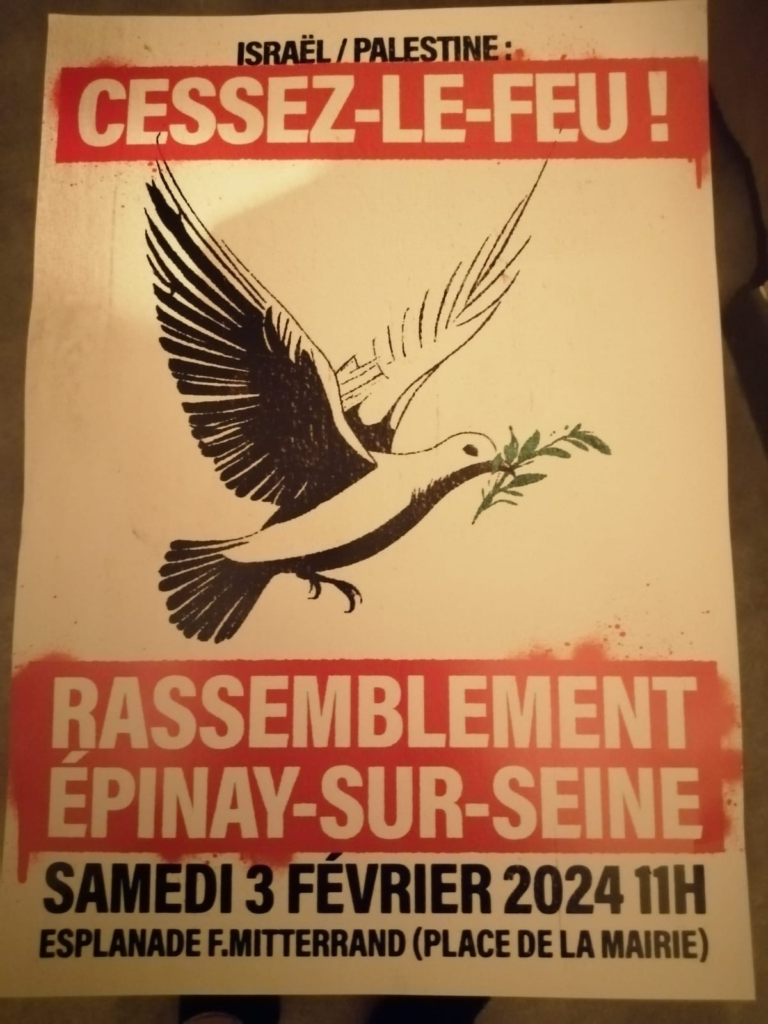 ISRAËL / PALESTINE :
CESSEZ-LE-FEU !
RASSEMBLEMENT
ÉPINAY-SUR-SEINE
SAMEDI 3 FÉVRIER 2024 11H
ESPLANADE F.MITTERRAND (PLACE DE LA MAIRIE)